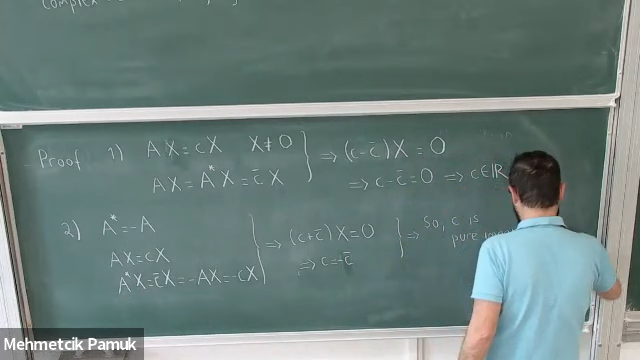 complex
Proof 1) AX = cX X ≠ 0 } ⇒ (c - c̄)X = 0
AX = A*X = c̄X ⇒ c - c̄ = 0 ⇒ c ∈ IR
2) A* = -A
AX = cX } ⇒ (c + c̄)X = 0 } ⇒ So, c is
A*X = c̄X = -AX = -cX ⇒ c = -c̄ pure
Mehmetcik Pamuk